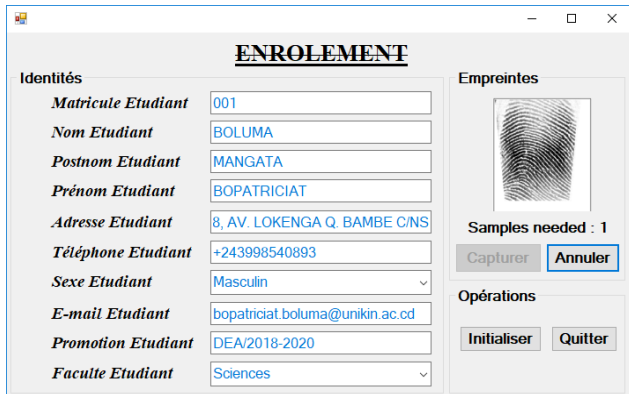 ENROLEMENT
Identités
Matricule Etudiant 001
Nom Etudiant BOLUMA
Postnom Etudiant MANGATA
Prénom Etudiant BOPATRICIAT
Adresse Etudiant 8, AV. LOKENGA Q. BAMBE C/NS
Téléphone Etudiant +243998540893
Sexe Etudiant Masculin
E-mail Etudiant bopatriciat.boluma@unikin.ac.cd
Promotion Etudiant DEA/2018-2020
Faculte Etudiant Sciences
Empreintes
Samples needed : 1
Capturer Annuler
Opérations
Initialiser Quitter